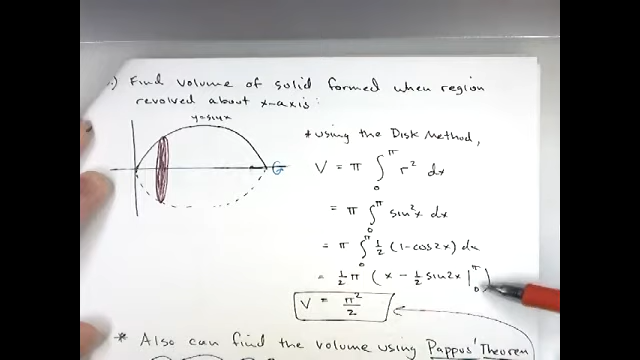 .) Find volume of solid formed when region
revolved about x-axis:
y=sinx
* Using the Disk Method,
V = π ∫₀^π r² dx
= π ∫₀^π sin²x dx
= π ∫₀^π ½ (1-cos2x) dx
= ½π (x - ½ sin2x |₀^π)
V = π²/2
* Also can find the volume using Pappus' Theorem